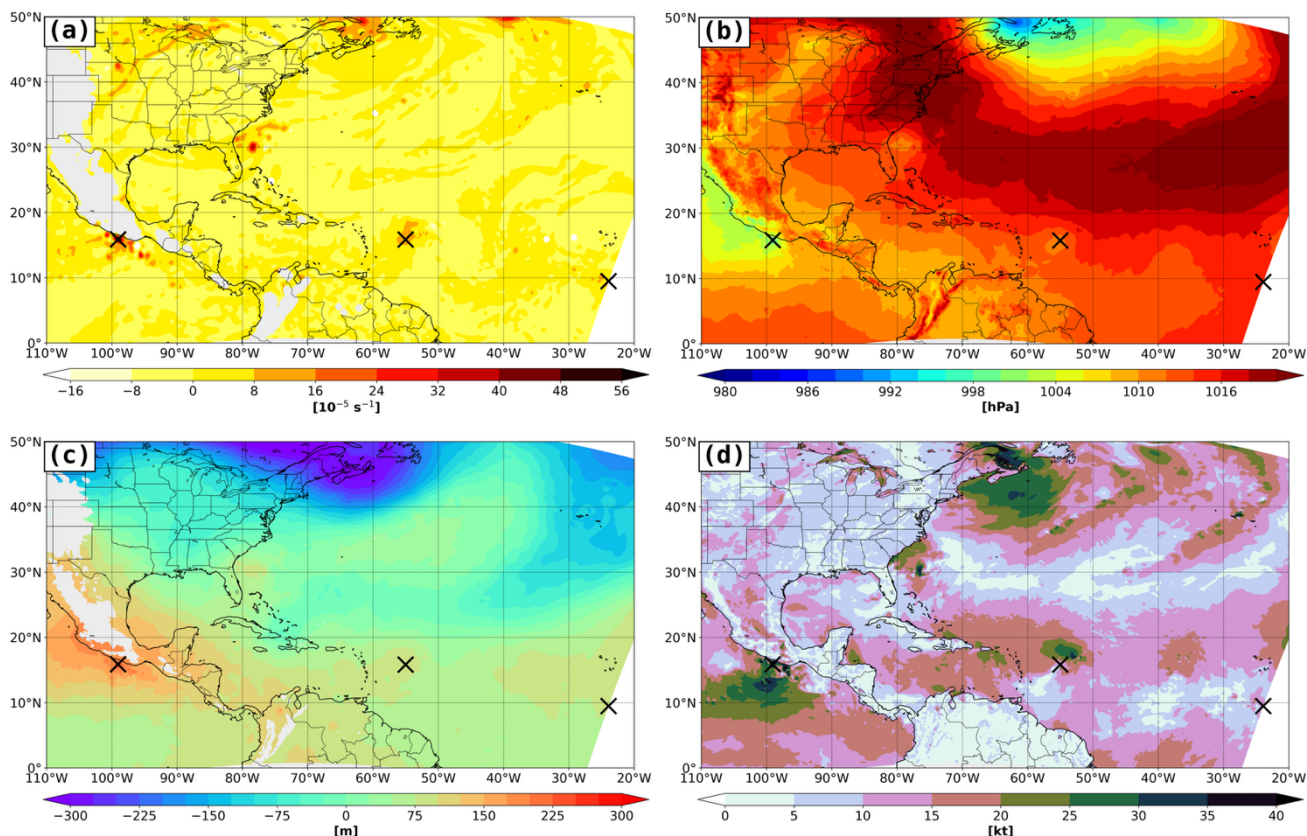 (a)
50°N
40°N
30°N
20°N
10°N
0°
110°W 100°W 90°W 80°W 70°W 60°W 50°W 40°W 30°W 20°W
−16 −8 0 8 16 24 32 40 48 56
[10⁻⁵ s⁻¹]
(b)
50°N
40°N
30°N
20°N
10°N
0°
110°W 100°W 90°W 80°W 70°W 60°W 50°W 40°W 30°W 20°W
980 986 992 998 1004 1010 1016
[hPa]
(c)
50°N
40°N
30°N
20°N
10°N
0°
110°W 100°W 90°W 80°W 70°W 60°W 50°W 40°W 30°W 20°W
−300 −225 −150 −75 0 75 150 225 300
[m]
(d)
50°N
40°N
30°N
20°N
10°N
0°
110°W 100°W 90°W 80°W 70°W 60°W 50°W 40°W 30°W 20°W
0 5 10 15 20 25 30 35 40
[kt]